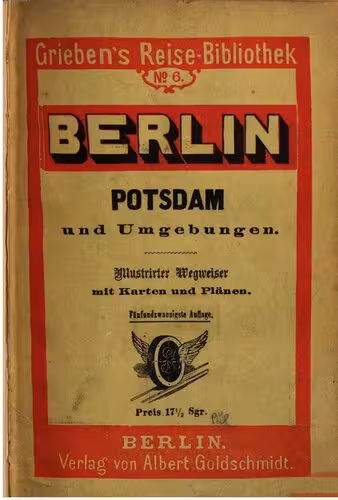 Grieben's Reise-Bibliothek
No 6.
BERLIN
POTSDAM
und Umgebungen.
Illustrirter Wegweiser
mit Karten und Plänen.
Fünfundzwanzigste Auflage.
Preis 17½ Sgr.
BERLIN.
Verlag von Albert Goldschmidt.